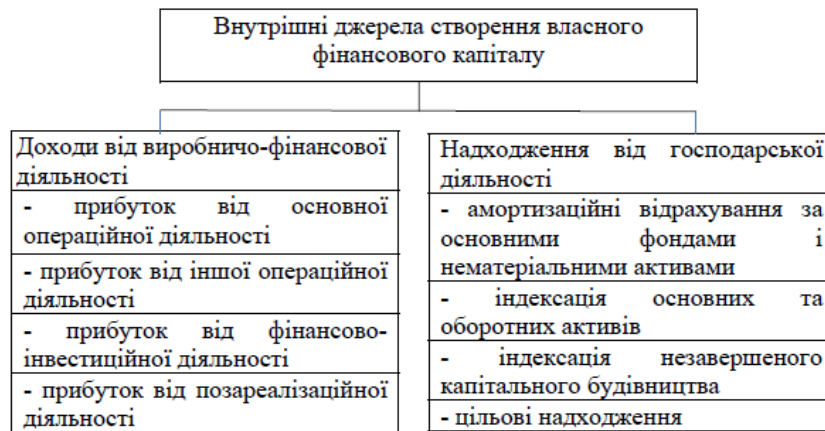 Внутрішні джерела створення власного
фінансового капіталу
Доходи від виробничо-фінансової
діяльності
- прибуток від основної
операційної діяльності
- прибуток від іншої операційної
діяльності
- прибуток від фінансово-
інвестиційної діяльності
- прибуток від позареалізаційної
діяльності
Надходження від господарської
діяльності
- амортизаційні відрахування за
основними фондами і
нематеріальними активами
- індексація основних та
оборотних активів
- індексація незавершеного
капітального будівництва
- цільові надходження